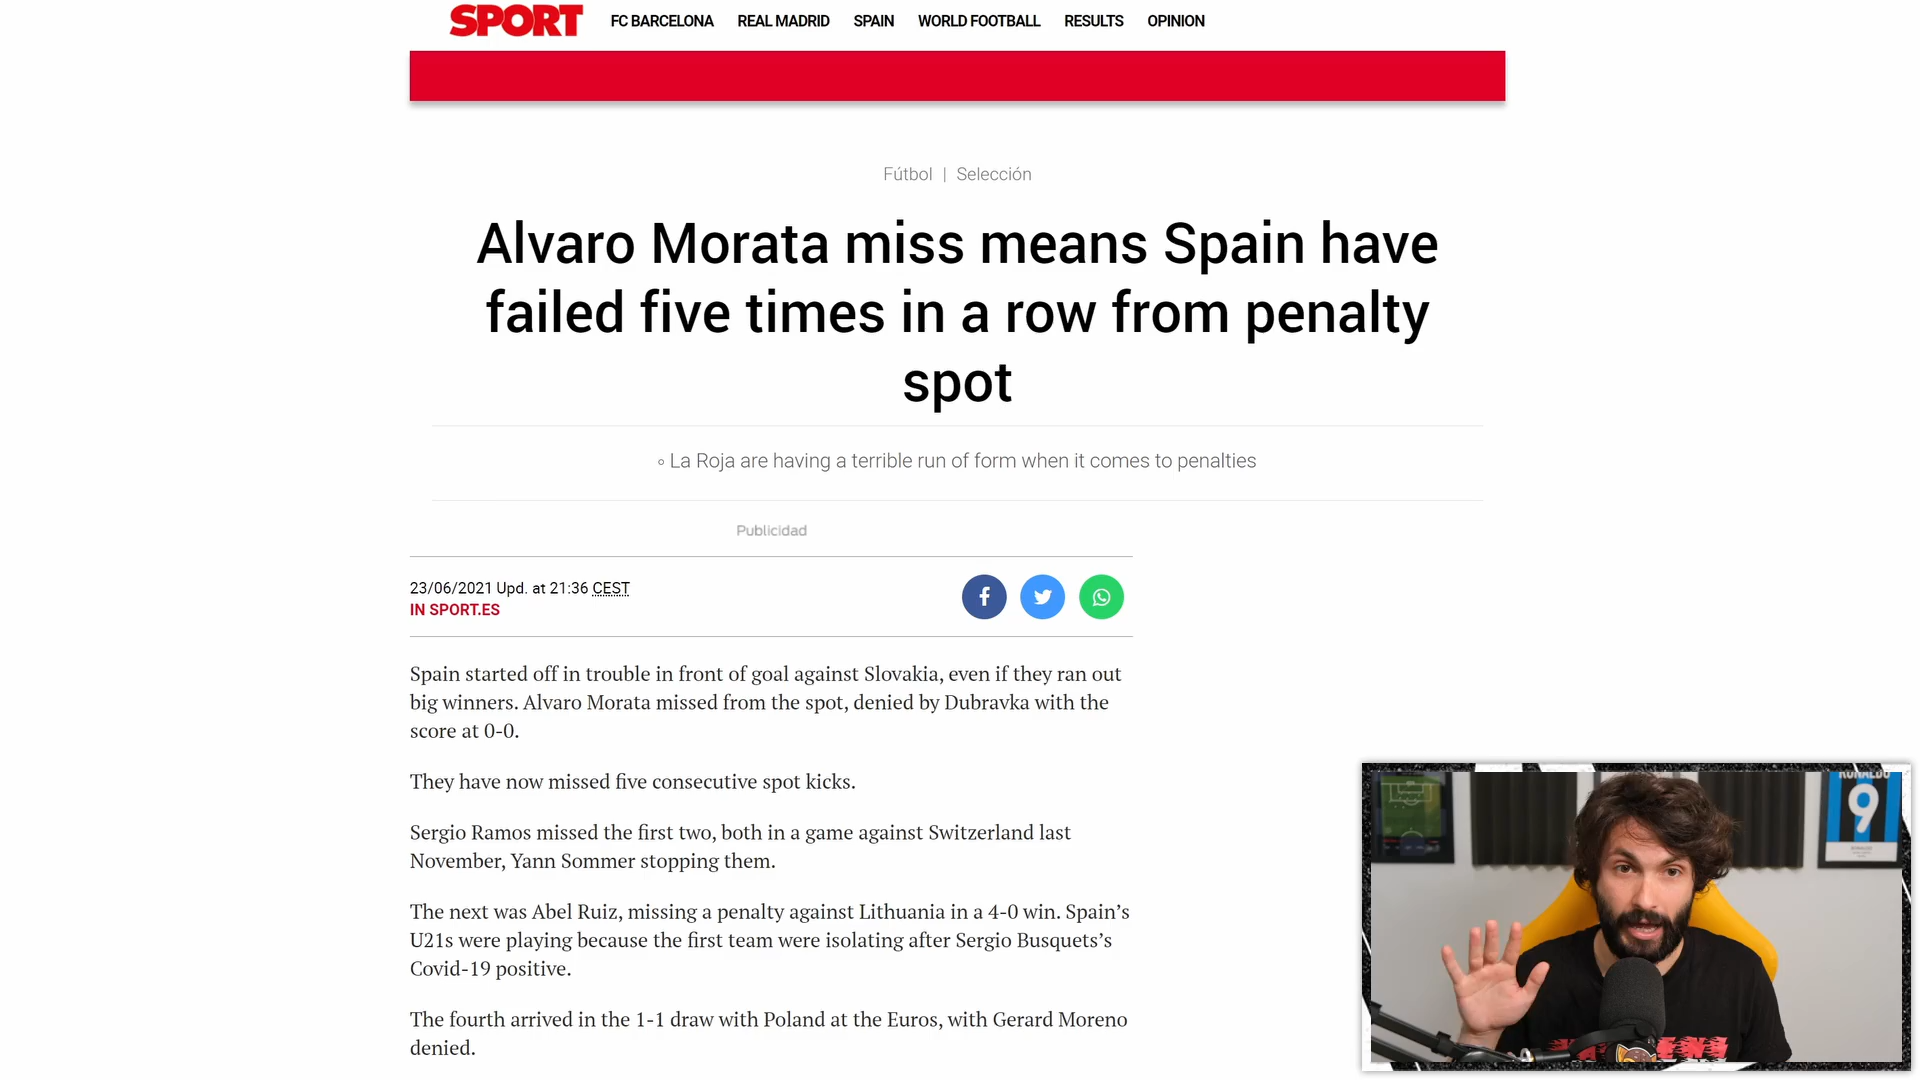 SPORT FC BARCELONA REAL MADRID SPAIN WORLD FOOTBALL RESULTS OPINION
Fútbol | Selección
Alvaro Morata miss means Spain have
failed five times in a row from penalty
spot
La Roja are having a terrible run of form when it comes to penalties
Publicidad
23/06/2021 Upd. at 21:36 CEST
IN SPORT.ES
Spain started off in trouble in front of goal against Slovakia, even if they ran out
big winners. Alvaro Morata missed from the spot, denied by Dubravka with the
score at 0-0.
They have now missed five consecutive spot kicks.
Sergio Ramos missed the first two, both in a game against Switzerland last
November, Yann Sommer stopping them.
The next was Abel Ruiz, missing a penalty against Lithuania in a 4-0 win. Spain’s
U21s were playing because the first team were isolating after Sergio Busquets’s
Covid-19 positive.
The fourth arrived in the 1-1 draw with Poland at the Euros, with Gerard Moreno
denied.
RONALDO
9